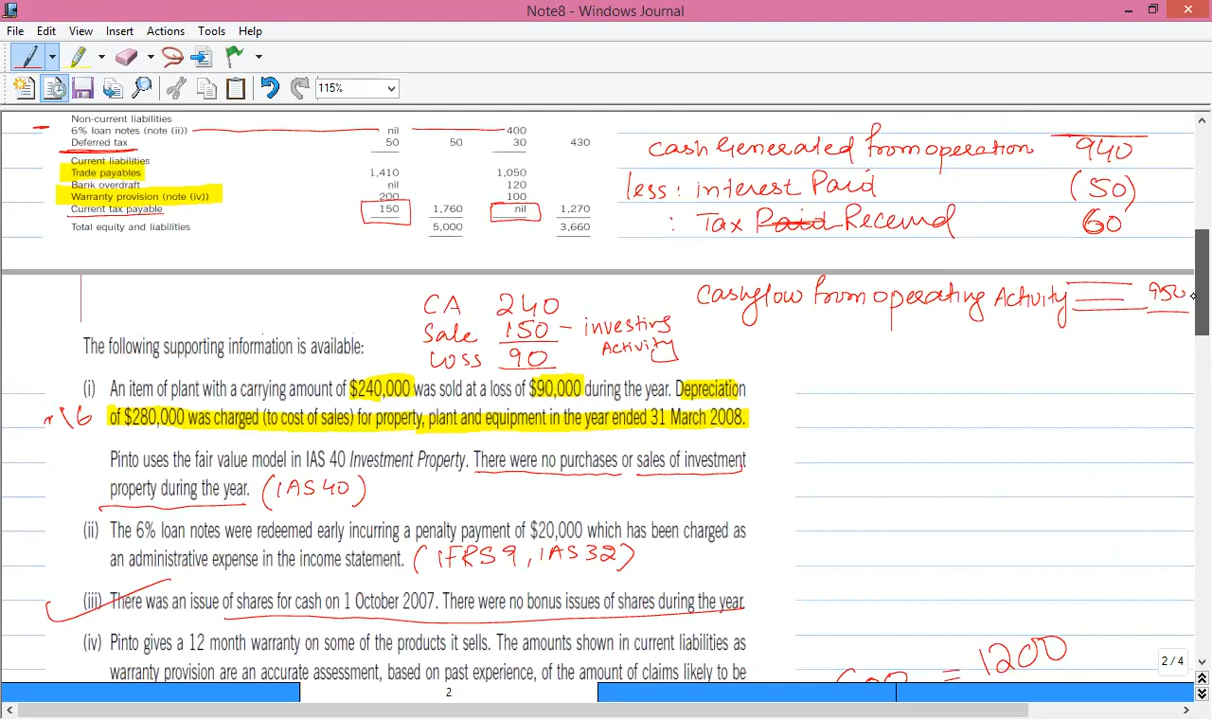 Note8 - Windows Journal
File Edit View Insert Actions Tools Help
115%
Non-current liabilities
6% loan notes (note (ii)) nil 400
Deferred tax 50 50 30 430
Current liabilities
Trade payables 1,410 1,050
Bank overdraft nil 120
Warranty provision (note (iv)) 200 100
Current tax payable 150 1,760 nil 1,270
Total equity and liabilities 5,000 3,660
cash Generated from operation 940
less: interest Paid (50)
: Tax Paid Received 60
cashflow from operating Activity 950
CA 240
Sale 150 - investing Activity
Loss 90
The following supporting information is available:
(i) An item of plant with a carrying amount of $240,000 was sold at a loss of $90,000 during the year. Depreciation
of $280,000 was charged (to cost of sales) for property, plant and equipment in the year ended 31 March 2008.
Pinto uses the fair value model in IAS 40 Investment Property. There were no purchases or sales of investment
property during the year. (IAS 40)
(ii) The 6% loan notes were redeemed early incurring a penalty payment of $20,000 which has been charged as
an administrative expense in the income statement. (IFRS 9, IAS 32)
(iii) There was an issue of shares for cash on 1 October 2007. There were no bonus issues of shares during the year.
(iv) Pinto gives a 12 month warranty on some of the products it sells. The amounts shown in current liabilities as
warranty provision are an accurate assessment, based on past experience, of the amount of claims likely to be
= 1200
2 / 4
2